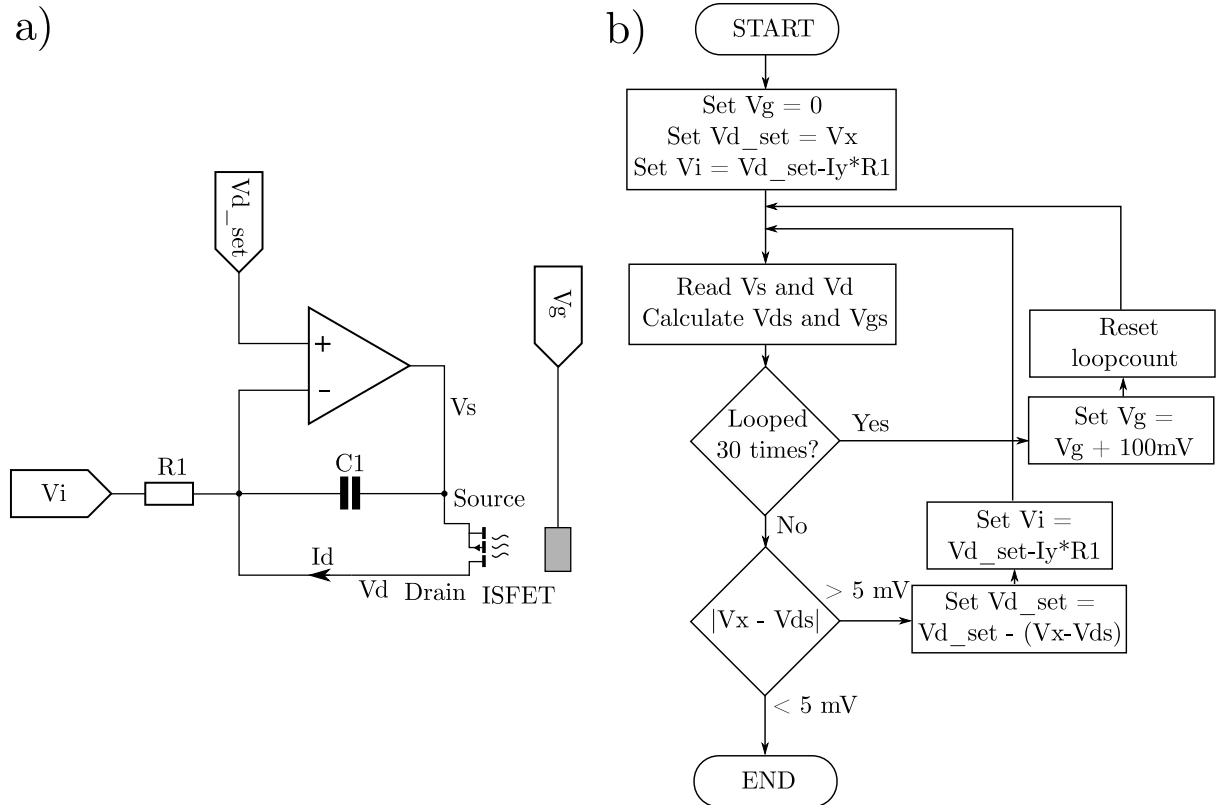 a)
Vd_set
Vg
+
-
Vs
Vi
R1
C1
Source
Id
Vd
Drain
ISFET
b)
START
Set Vg = 0
Set Vd_set = Vx
Set Vi = Vd_set-Iy*R1
Read Vs and Vd
Calculate Vds and Vgs
Looped
30 times?
Yes
Set Vg =
Vg + 100mV
Reset
loopcount
No
|Vx - Vds|
> 5 mV
Set Vd_set =
Vd_set - (Vx-Vds)
Set Vi =
Vd_set-Iy*R1
< 5 mV
END